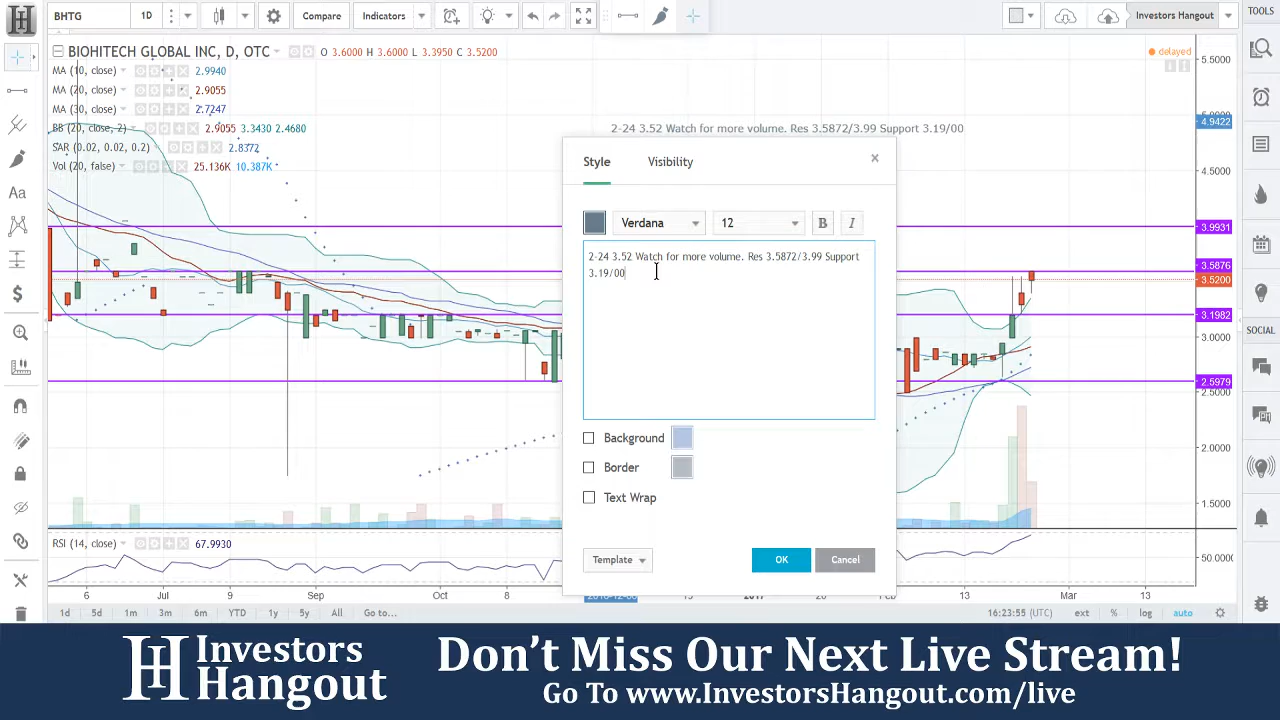 BHTG 1D Compare Indicators Investors Hangout TOOLS
BIOHITECH GLOBAL INC, D, OTC O 3.6000 H 3.6000 L 3.3950 C 3.5200 delayed
5.5000
MA (10, close) 2.9940
MA (20, close) 2.9055
MA (30, close) 2.7247
BB (20, close, 2) 2.9055 3.3430 2.4680
SAR (0.02, 0.02, 0.2) 2.8372
Vol (20, false) 25.136K 10.387K
2-24 3.52 Watch for more volume. Res 3.5872/3.99 Support 3.19/00
4.9422
4.5000
3.9931
3.5876
3.5200
3.1982
3.0000
2.5979
2.5000
2.0000
1.5000
Aa
SOCIAL
Style Visibility ×
Verdana 12 B I
2-24 3.52 Watch for more volume. Res 3.5872/3.99 Support
3.19/00
Background
Border
Text Wrap
Template OK Cancel
RSI (14, close) 67.9930
50.0000
6 Jul 9 Sep Oct 8 2017 Feb 13 Mar 13
1d 5d 1m 3m 6m YTD 1y 5y All Go to... 16:23:55 (UTC) ext % log auto
Investors
Hangout
Don't Miss Our Next Live Stream!
Go To www.InvestorsHangout.com/live